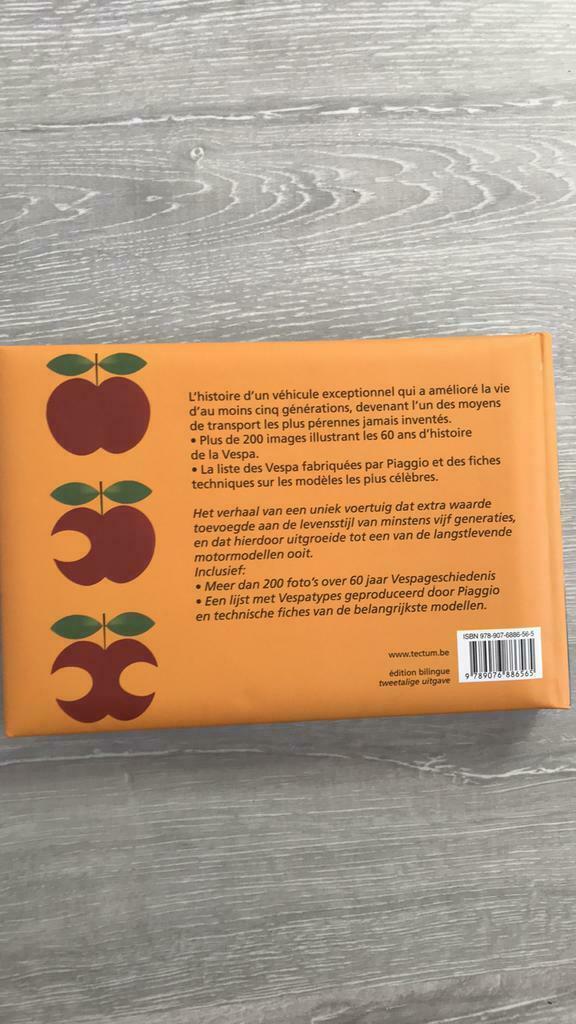 L'histoire d'un véhicule exceptionnel qui a amélioré la vie
d'au moins cinq générations, devenant l'un des moyens
de transport les plus pérennes jamais inventés.
• Plus de 200 images illustrant les 60 ans d'histoire
de la Vespa.
• La liste des Vespa fabriquées par Piaggio et des fiches
techniques sur les modèles les plus célèbres.
Het verhaal van een uniek voertuig dat extra waarde
toevoegde aan de levensstijl van minstens vijf generaties,
en dat hierdoor uitgroeide tot een van de langstlevende
motormodellen ooit.
Inclusief:
• Meer dan 200 foto's over 60 jaar Vespageschiedenis
• Een lijst met Vespatypes geproduceerd door Piaggio
en technische fiches van de belangrijkste modellen.
www.tectum.be
édition bilingue
tweetalige uitgave
ISBN 978-907-6886-56-5
9 789076 886565